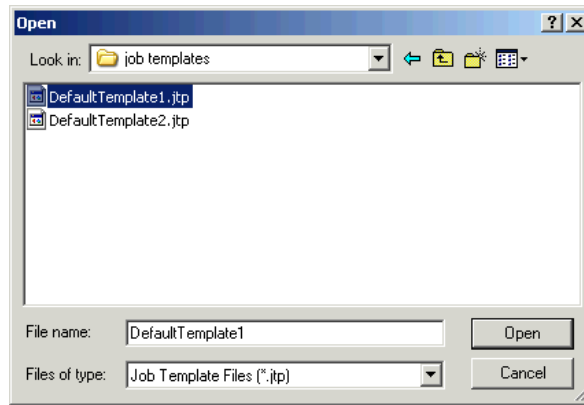 Open
Look in: job templates
DefaultTemplate1.jtp
DefaultTemplate2.jtp
File name: DefaultTemplate1 Open
Files of type: Job Template Files (*.jtp) Cancel